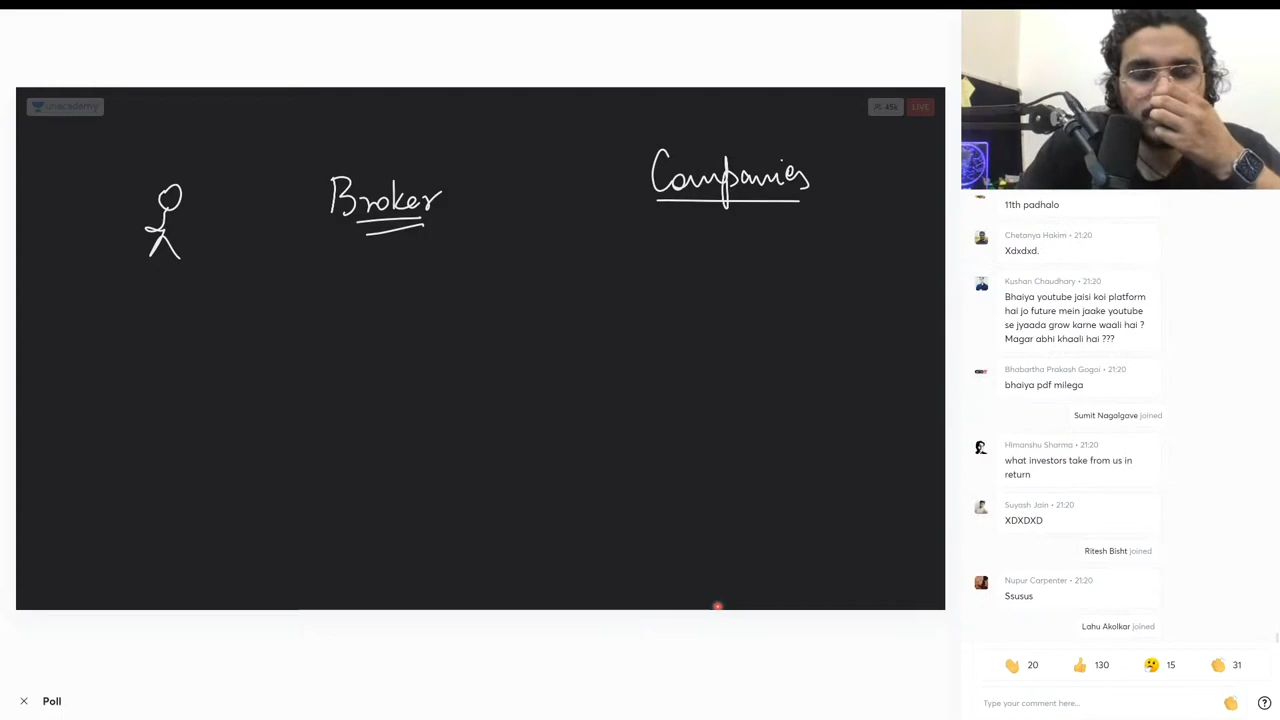 unacademy
45k
LIVE
Broker
Companies
11th padhalo
Chetanya Hakim • 21:20
Xdxdxd.
Kushan Chaudhary • 21:20
Bhaiya youtube jaisi koi platform
hai jo future mein jaake youtube
se jyaada grow karne waali hai ?
Magar abhi khaali hai ???
Bhabartha Prakash Gogoi • 21:20
bhaiya pdf milega
Sumit Nagalgave joined
Himanshu Sharma • 21:20
what investors take from us in
return
Suyash Jain • 21:20
XDXDXD
Ritesh Bisht joined
Nupur Carpenter • 21:20
Ssusus
Lahu Akolkar joined
20 130 15 31
Type your comment here...
Poll